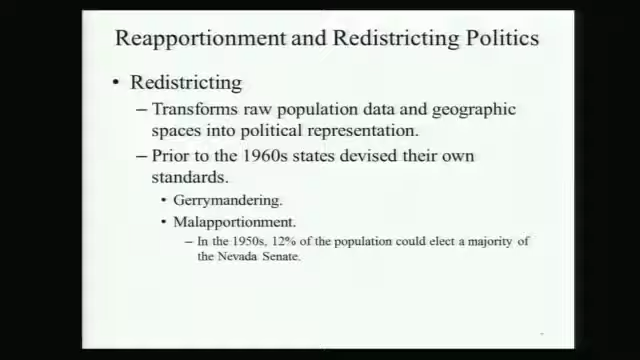 Reapportionment and Redistricting Politics
• Redistricting
– Transforms raw population data and geographic
spaces into political representation.
– Prior to the 1960s states devised their own
standards.
• Gerrymandering.
• Malapportionment.
– In the 1950s, 12% of the population could elect a majority of
the Nevada Senate.